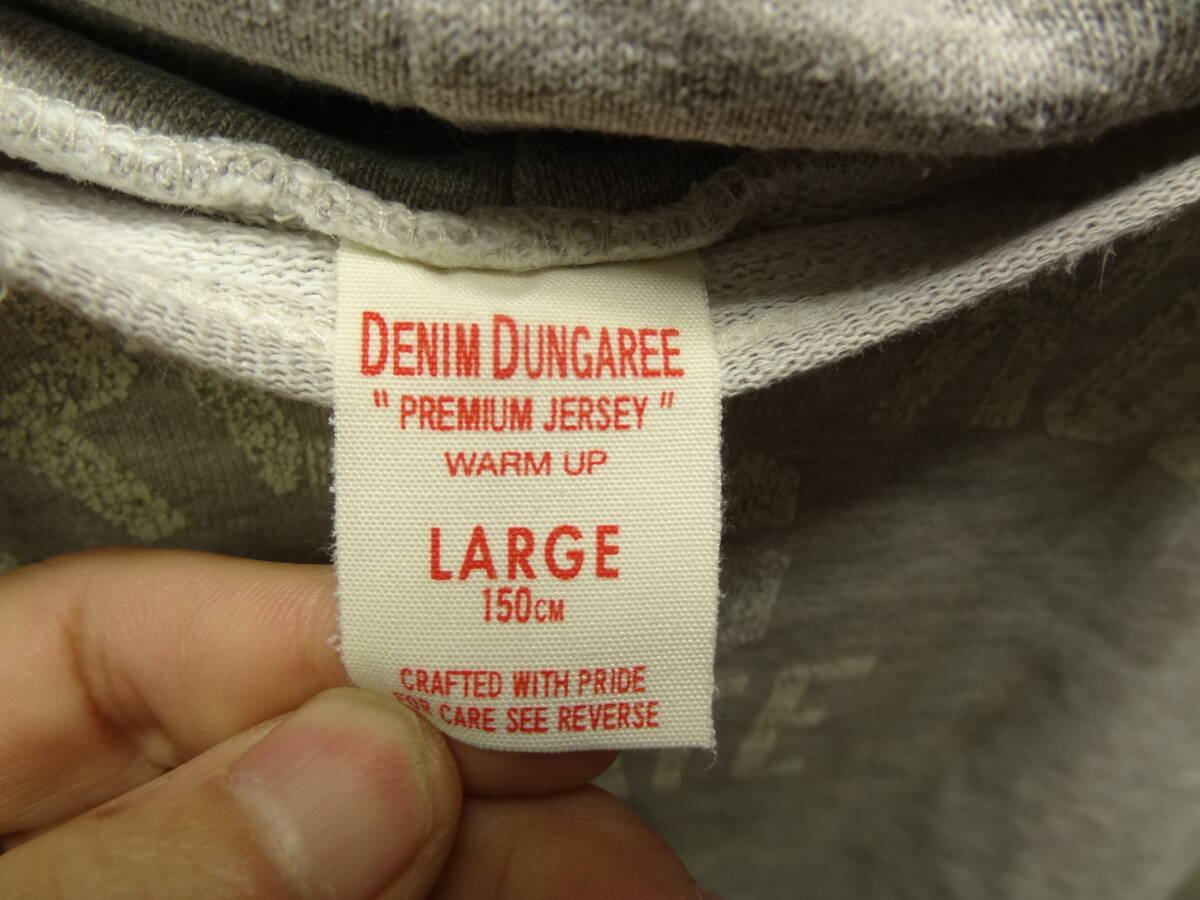 DENIM DUNGAREE
" PREMIUM JERSEY "
WARM UP
LARGE
150CM
CRAFTED WITH PRIDE
FOR CARE SEE REVERSE